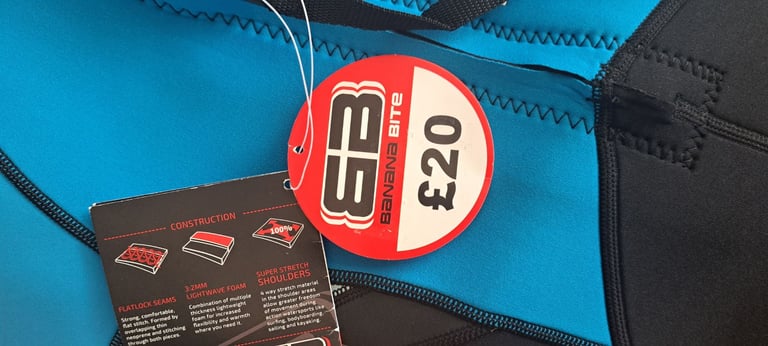 BB
BANANA BITE
£20
CONSTRUCTION
100%
FLATLOCK SEAMS
Strong, comfortable,
flat stitch. Formed by
overlapping thin
neoprene and stitching
through both pieces.
3:2MM
LIGHTWAVE FOAM
Combination of multiple
thickness lightweight
foam for increased
flexibility and warmth
where you need it.
SUPER STRETCH
SHOULDERS
4 way stretch material
in the shoulder areas
allow greater freedom
of movement during
action watersports like
surfing, bodyboarding,
sailing and kayaking.